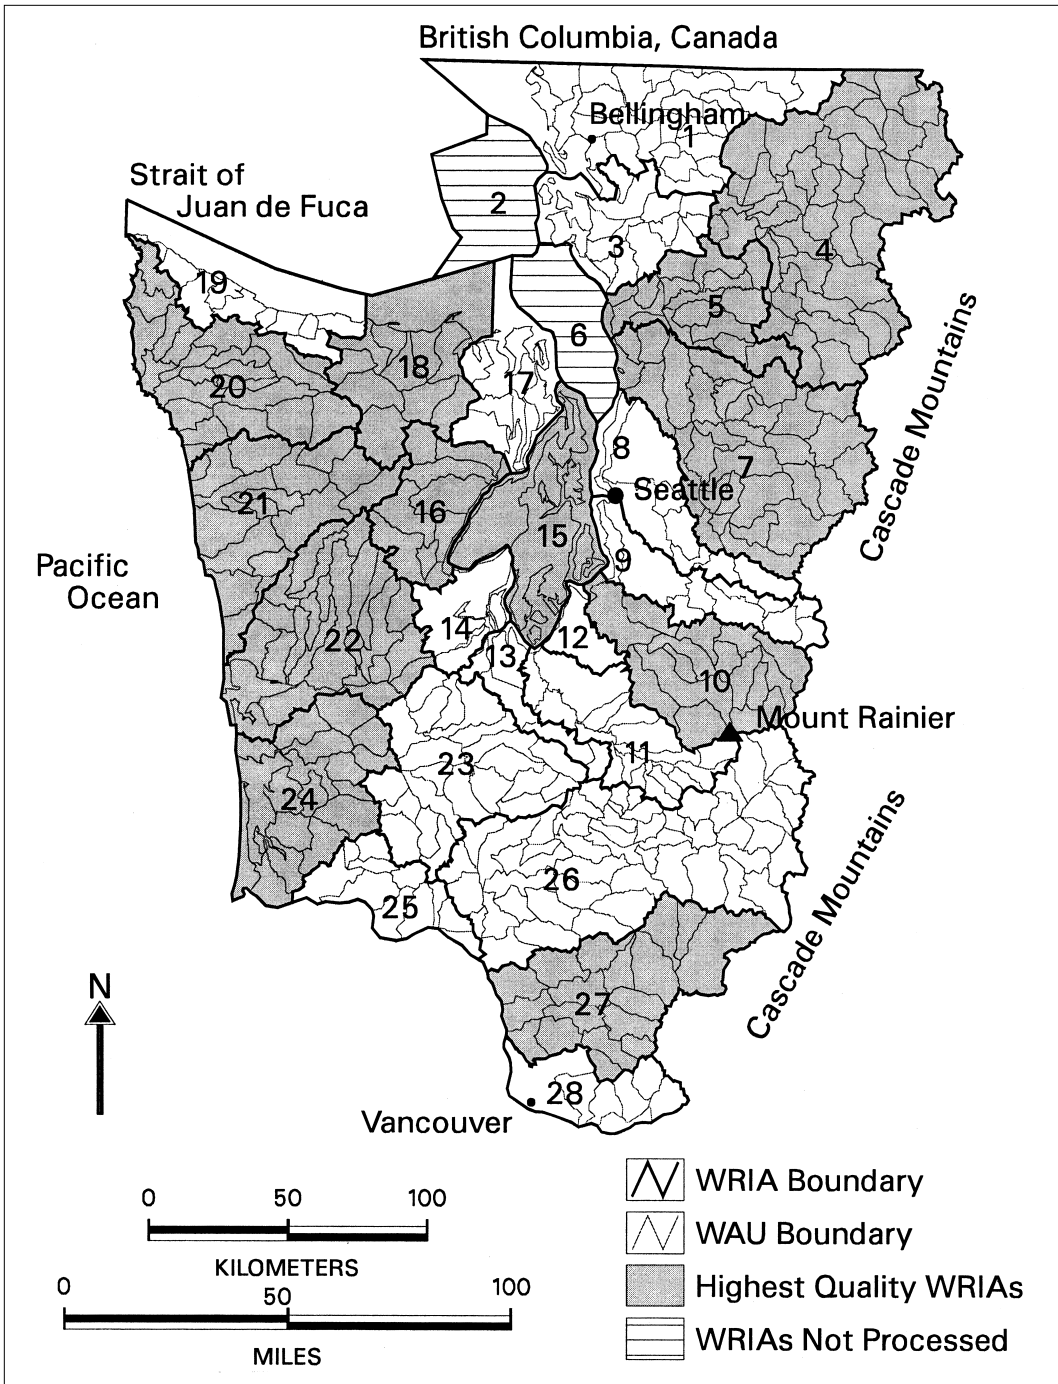 British Columbia, Canada
Bellingham
1
Strait of
Juan de Fuca
2
3
4
19
5
6
18
20
17
Cascade Mountains
8
7
21
Seattle
16
15
Pacific
Ocean
9
14
12
22
13
10
Mount Rainier
11
23
24
26
25
Cascade Mountains
N
27
28
Vancouver
WRIA Boundary
0 50 100
WAU Boundary
KILOMETERS
Highest Quality WRIAs
0 50 100
WRIAs Not Processed
MILES